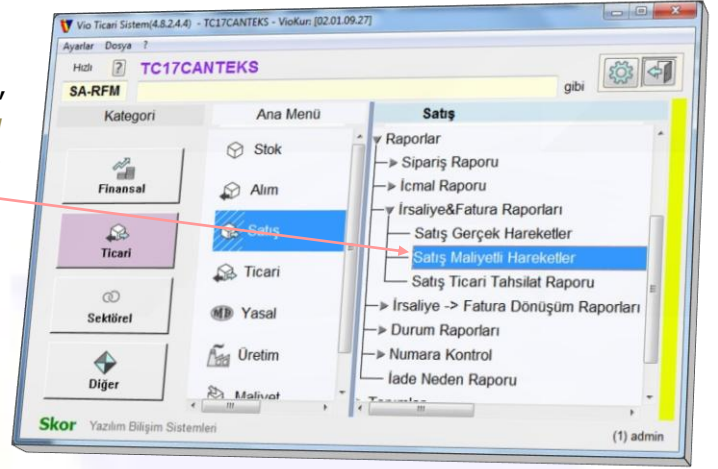 Vio Ticari Sistem(4.8.2.4.4) - TC17CANTEKS - VioKur: [02.01.09.27]
Ayarlar Dosya ?
Hızlı ? TC17CANTEKS
SA-RFM gibi
Kategori
Finansal
Ticari
Sektörel
Diğer
Ana Menü
Stok
Alım
Satış
Ticari
Yasal
Üretim
Maliyet
Satış
Raporlar
Sipariş Raporu
İcmal Raporu
İrsaliye&Fatura Raporları
Satış Gerçek Hareketler
Satış Maliyetli Hareketler
Satış Ticari Tahsilat Raporu
İrsaliye -> Fatura Dönüşüm Raporları
Durum Raporları
Numara Kontrol
İade Neden Raporu
Skor Yazılım Bilişim Sistemleri
(1) admin